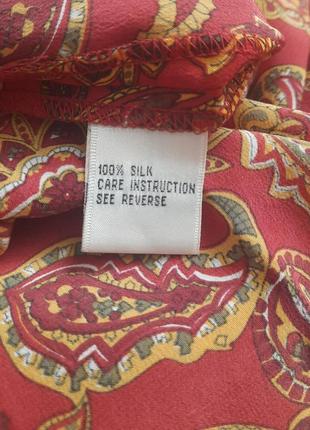 100% SILK
CARE INSTRUCTION
SEE REVERSE